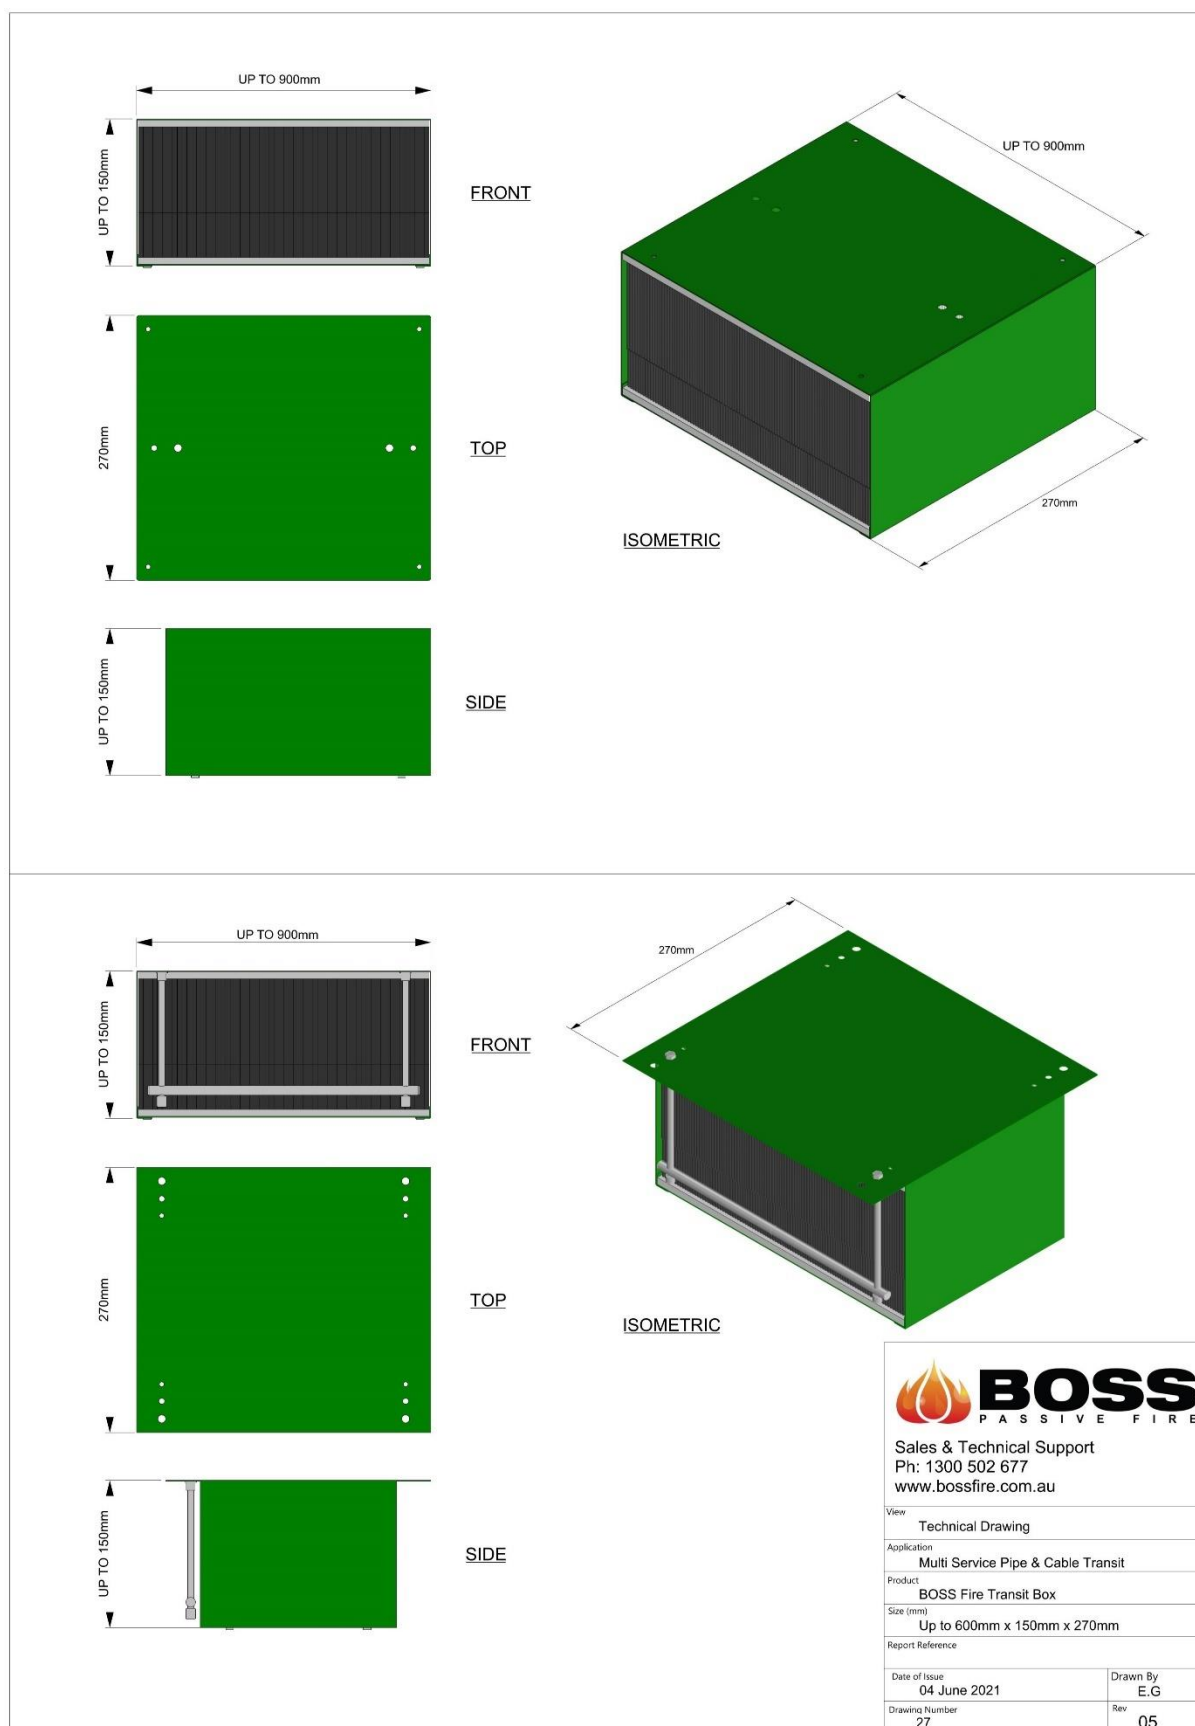 UP TO 900mm
UP TO 150mm
FRONT
UP TO 900mm
270mm
TOP
270mm
ISOMETRIC
UP TO 150mm
SIDE
UP TO 900mm
UP TO 150mm
FRONT
270mm
270mm
TOP
ISOMETRIC
UP TO 150mm
SIDE
BOSS
PASSIVE FIRE
Sales & Technical Support
Ph: 1300 502 677
www.bossfire.com.au
View
Technical Drawing
Application
Multi Service Pipe & Cable Transit
Product
BOSS Fire Transit Box
Size (mm)
Up to 600mm x 150mm x 270mm
Report Reference
Date of Issue
04 June 2021
Drawn By
E.G
Drawing Number
27
Rev
05